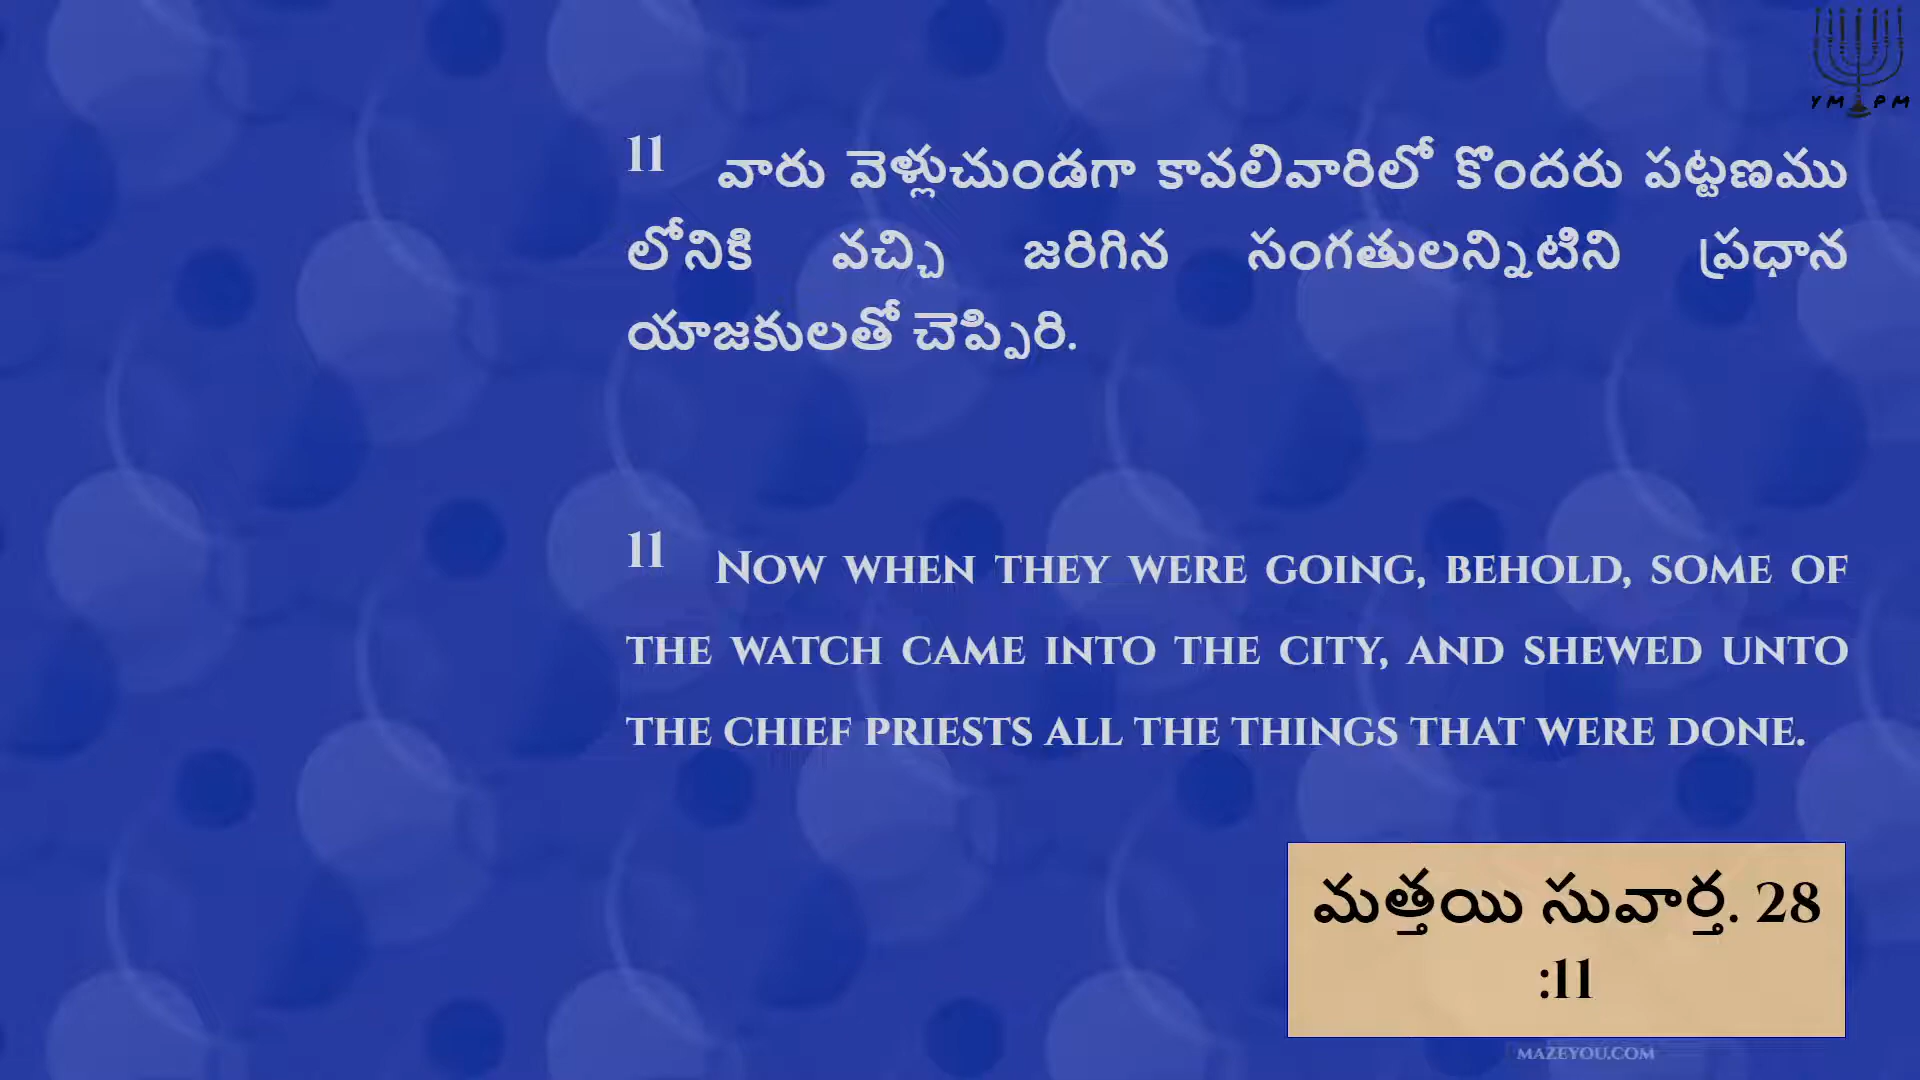 Y M P M
11 వారు వెళ్లుచుండగా కావలివారిలో కొందరు పట్టణము
లోనికి వచ్చి జరిగిన సంగతులన్నిటిని ప్రధాన
యాజకులతో చెప్పిరి.
11 Now when they were going, behold, some of
the watch came into the city, and shewed unto
the chief priests all the things that were done.
మత్తయి సువార్త. 28
:11
MAZEYOU.COM